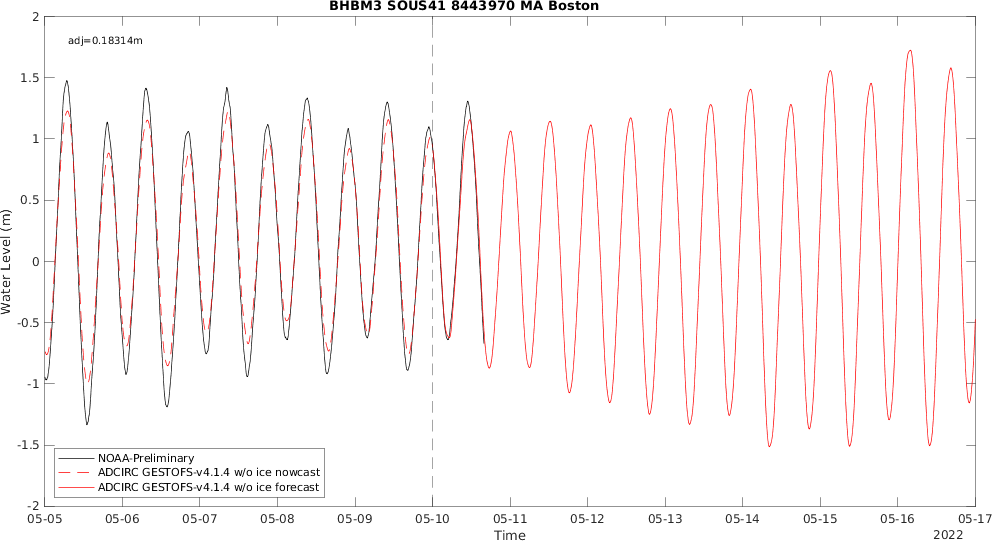 BHBM3 SOUS41 8443970 MA Boston
adj=0.18314m
2
1.5
1
0.5
0
-0.5
-1
-1.5
-2
Water Level (m)
NOAA-Preliminary
ADCIRC GESTOFS-v4.1.4 w/o ice nowcast
ADCIRC GESTOFS-v4.1.4 w/o ice forecast
05-05 05-06 05-07 05-08 05-09 05-10 05-11 05-12 05-13 05-14 05-15 05-16 05-17
Time
2022